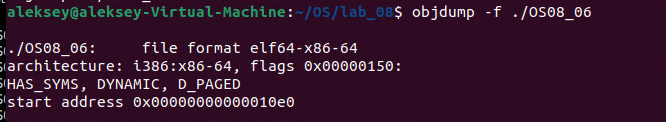 aleksey@aleksey-Virtual-Machine:~/OS/lab_08$ objdump -f ./OS08_06
./OS08_06:     file format elf64-x86-64
architecture: i386:x86-64, flags 0x00000150:
HAS_SYMS, DYNAMIC, D_PAGED
start address 0x00000000000010e0